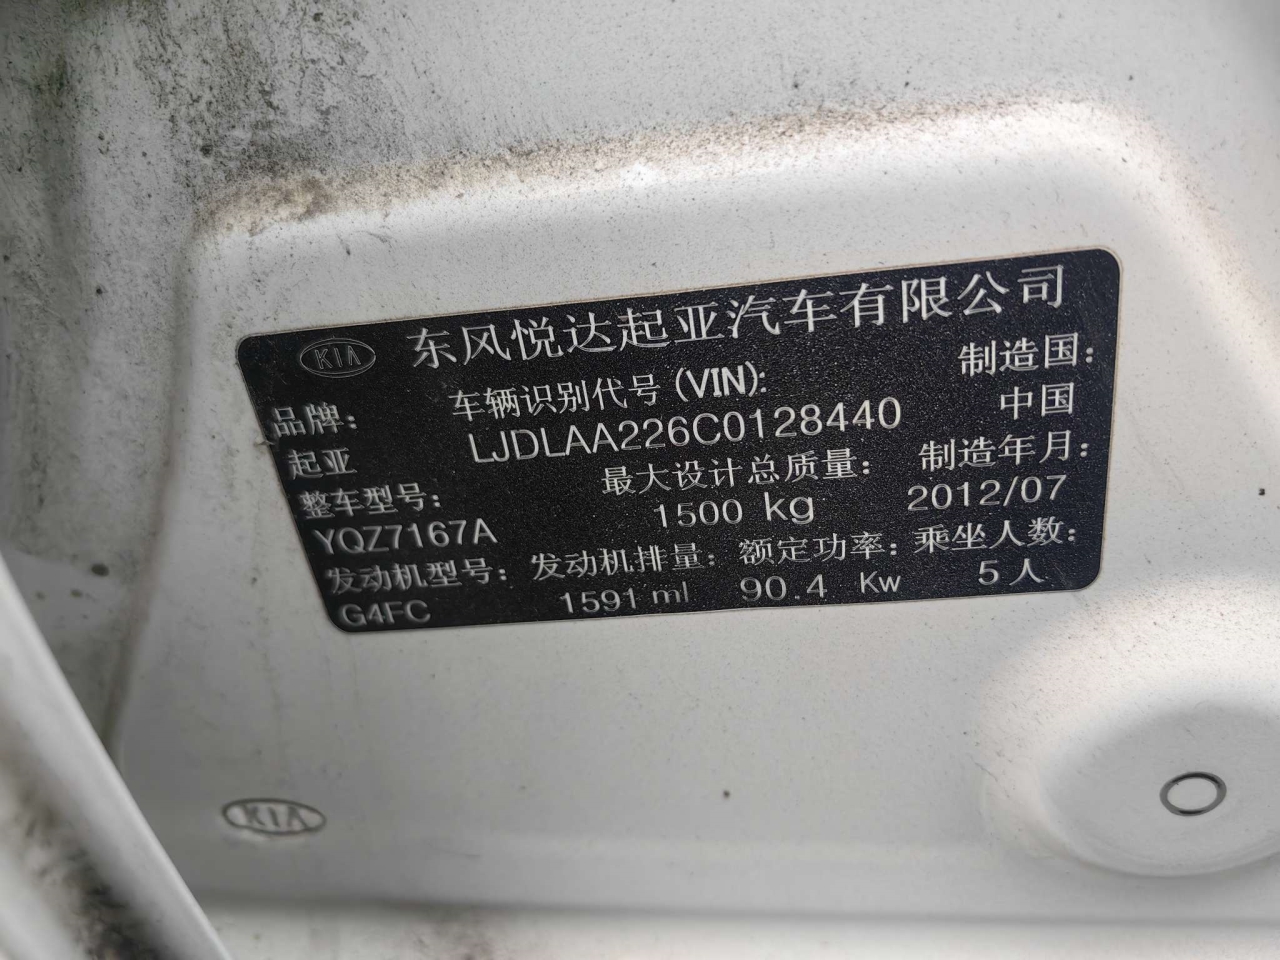 KIA 东风悦达起亚汽车有限公司
品牌： 车辆识别代号(VIN): 制造国：
起亚 LJDLAA226C0128440 中国
整车型号： 最大设计总质量： 制造年月：
YQZ7167A 1500 kg 2012/07
发动机型号： 发动机排量： 额定功率： 乘坐人数：
G4FC 1591 ml 90.4 Kw 5人
KIA